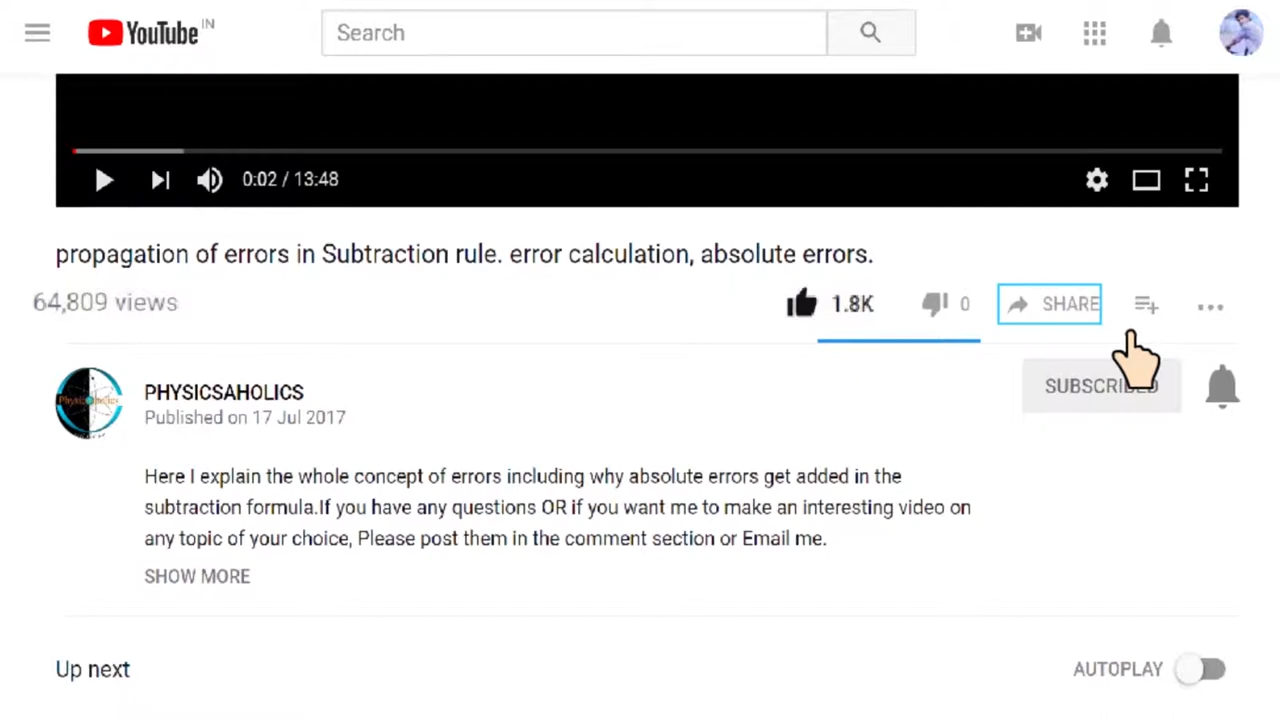 YouTube IN
Search
0:02 / 13:48
propagation of errors in Subtraction rule. error calculation, absolute errors.
64,809 views
1.8K
0
SHARE
PHYSICSAHOLICS
SUBSCRIBED
Published on 17 Jul 2017
Here I explain the whole concept of errors including why absolute errors get added in the
subtraction formula.If you have any questions OR if you want me to make an interesting video on
any topic of your choice, Please post them in the comment section or Email me.
SHOW MORE
Up next
AUTOPLAY